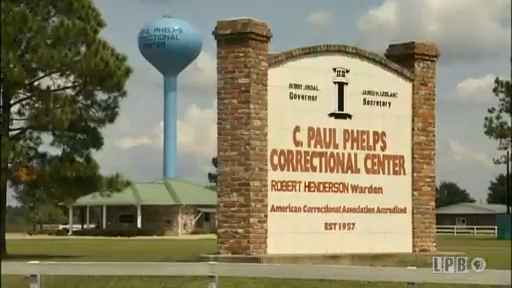 C. PAUL PHELPS
CORRECTIONAL
CENTER
BOBBY JINDAL
Governor
JAMES M. LEBLANC
Secretary
C. PAUL PHELPS
CORRECTIONAL CENTER
ROBERT HENDERSON Warden
American Correctional Association Accredited
EST 1957
LPB